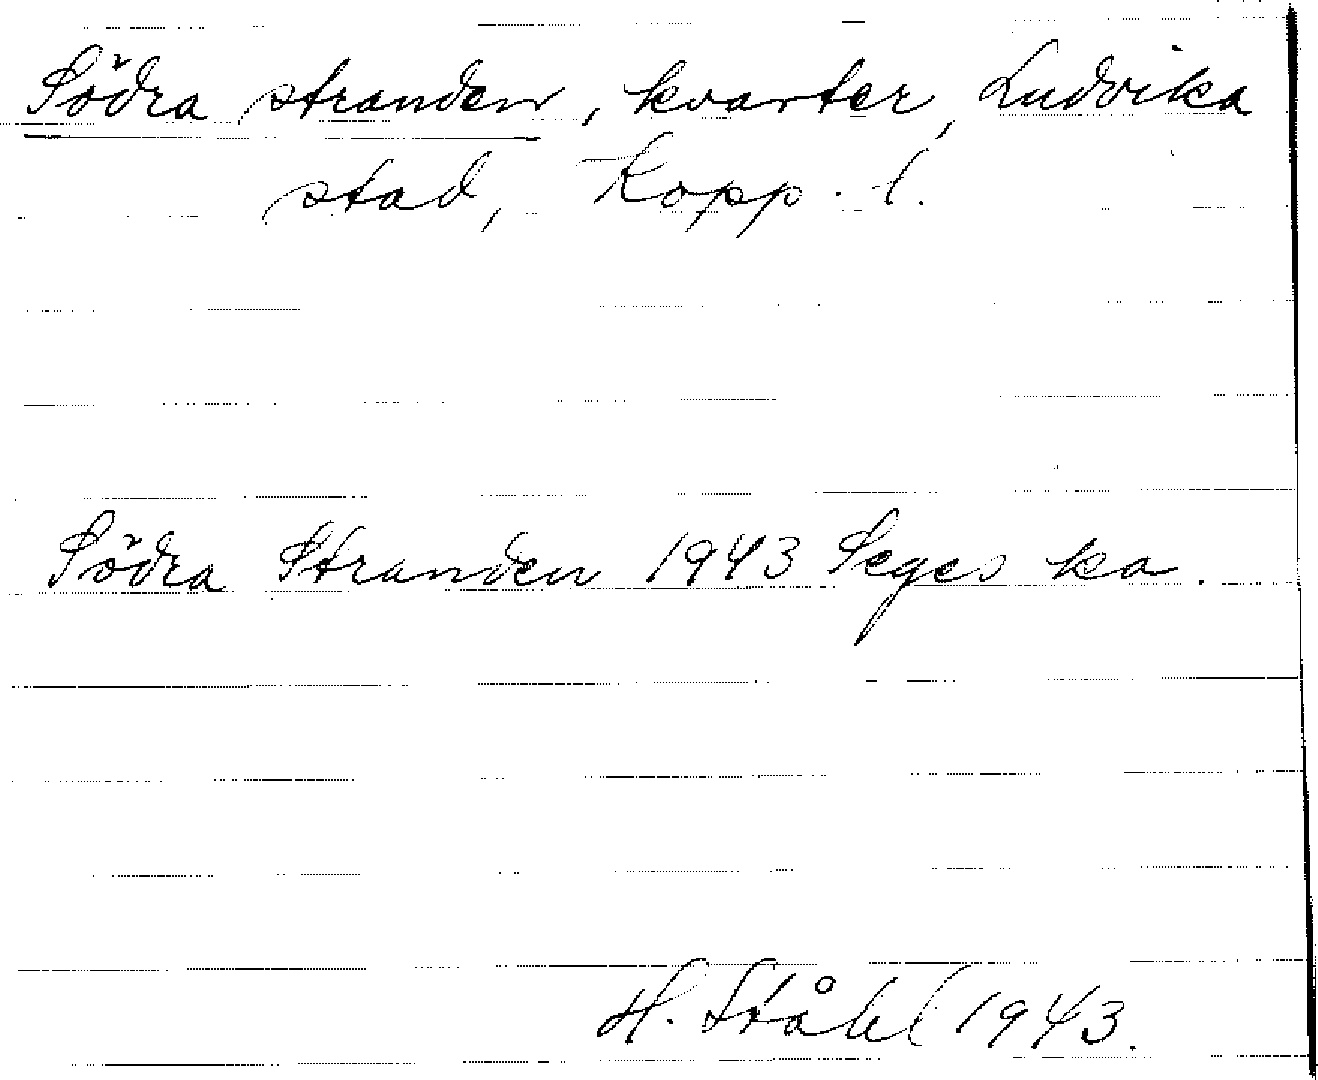 Södra stranden, kvarter, Ludvika
stad, Kopp. l.
Södra Stranden 1943 Seges ka.
H. Ståhl 1943.